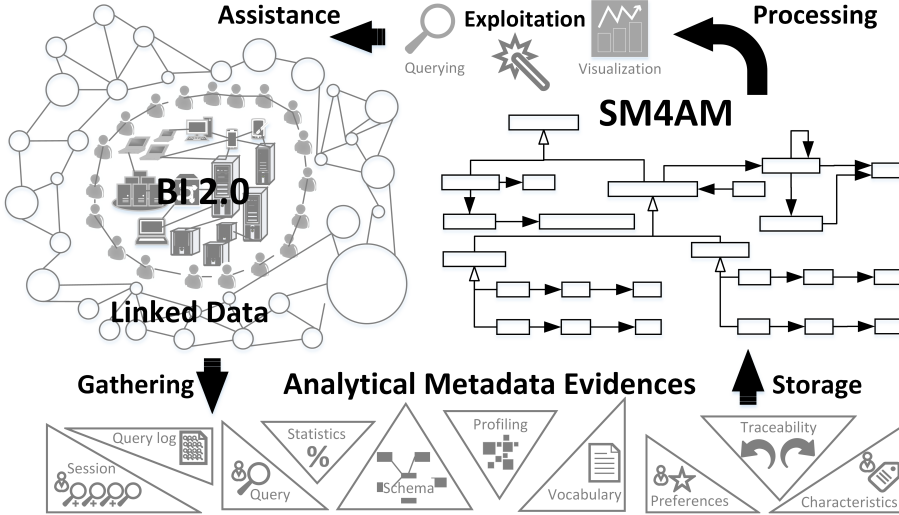 Assistance
Exploitation
Processing
Querying
Visualization
SM4AM
BI 2.0
Linked Data
Gathering
Analytical Metadata Evidences
Storage
Query log
Session
Statistics
%
Query
Schema
Profiling
Vocabulary
Traceability
Preferences
Characteristics